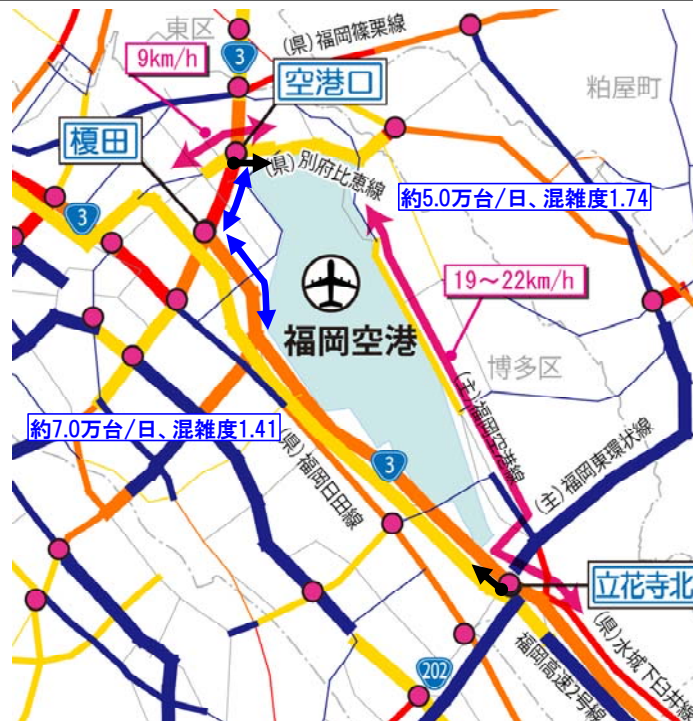 東区
3
(県)福岡篠栗線
9km/h
空港口
粕屋町
榎田
(県)別府比恵線
3
約5.0万台/日、混雑度1.74
19～22km/h
福岡空港
博多区
(主)福岡空港線
約7.0万台/日、混雑度1.41
(県)福岡日田線
3
(主)福岡東環状線
立花寺北
(県)水城下臼井線
福岡高速2号線
202